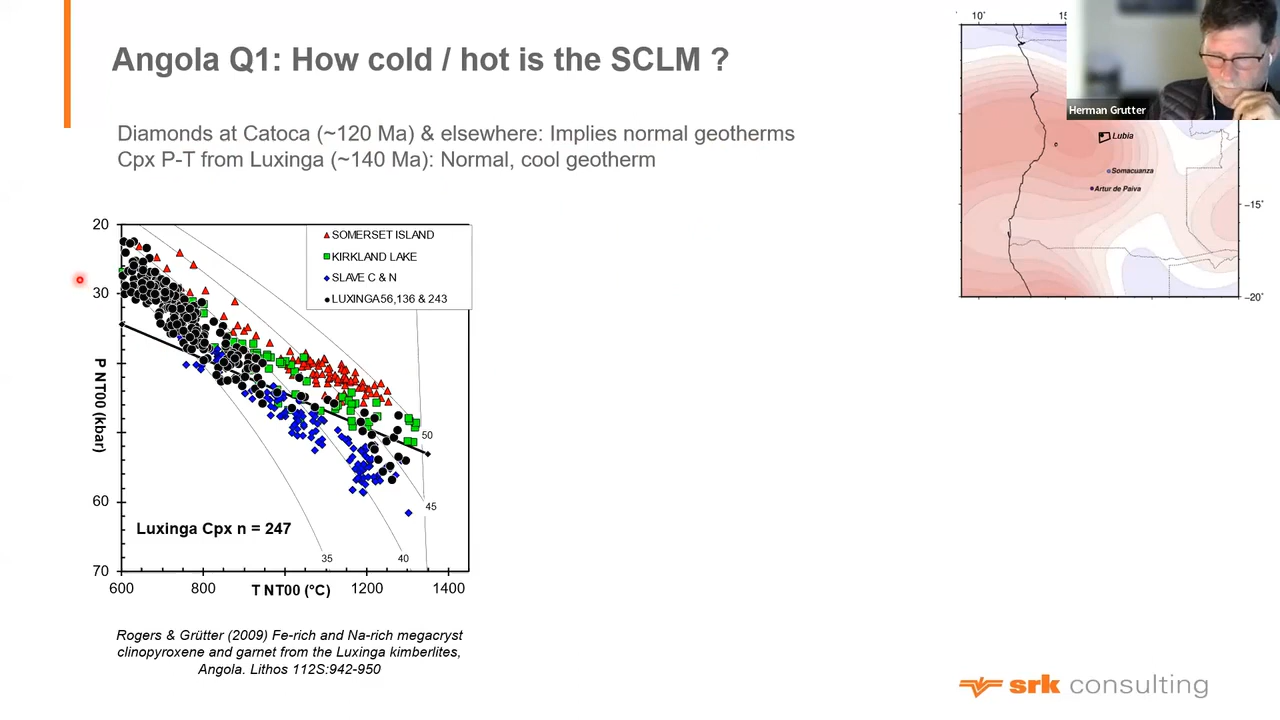 Angola Q1: How cold / hot is the SCLM ?
Diamonds at Catoca (~120 Ma) & elsewhere: Implies normal geotherms
Cpx P-T from Luxinga (~140 Ma): Normal, cool geotherm
10°
15
Herman Grutter
Lubia
Somacuanza
Artur de Paiva
-15°
-20°
20
30
60
70
P NT00 (kbar)
SOMERSET ISLAND
KIRKLAND LAKE
SLAVE C & N
LUXINGA56,136 & 243
50
45
40
35
Luxinga Cpx n = 247
600
800
T NT00 (°C)
1200
1400
Rogers & Grütter (2009) Fe-rich and Na-rich megacryst
clinopyroxene and garnet from the Luxinga kimberlites,
Angola. Lithos 112S:942-950
srk consulting